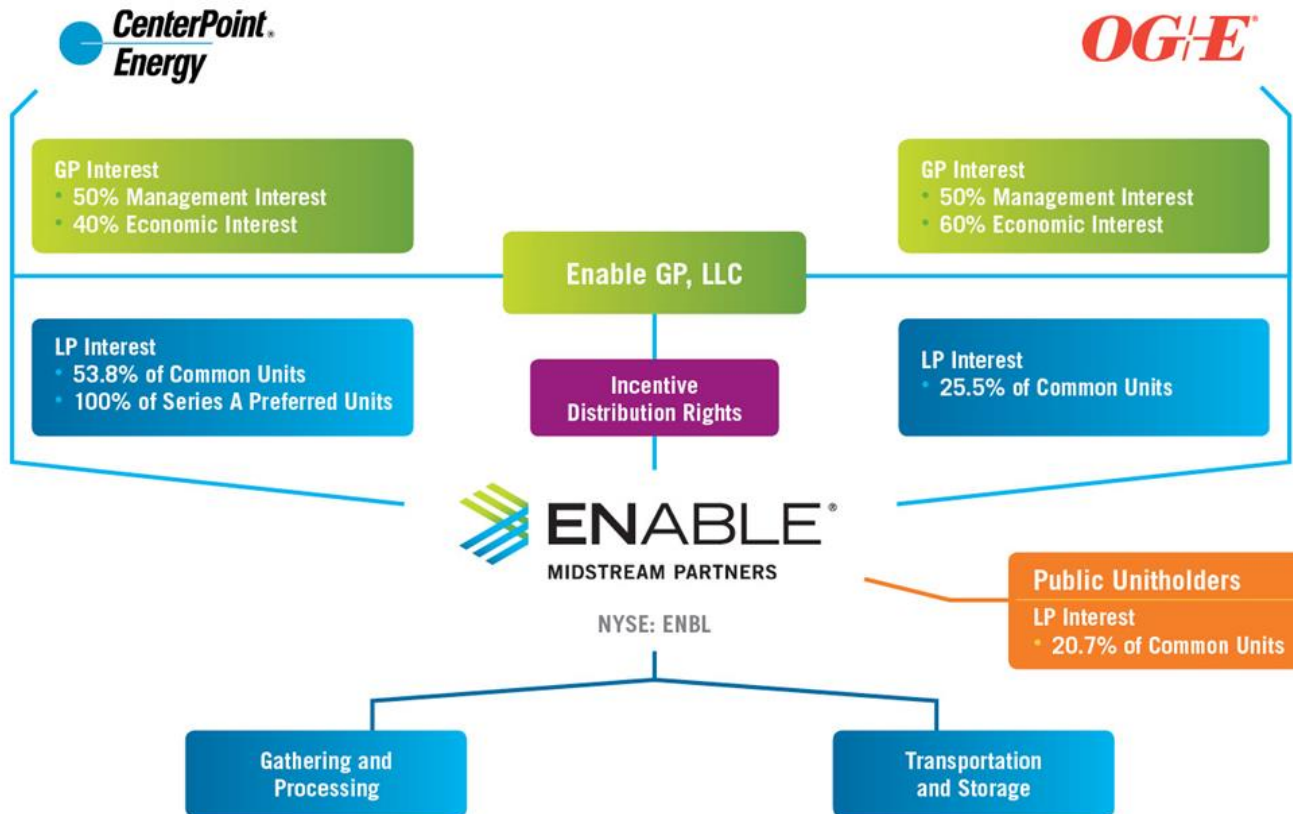 CenterPoint®
Energy
OG+E®
GP Interest
• 50% Management Interest
• 40% Economic Interest
GP Interest
• 50% Management Interest
• 60% Economic Interest
Enable GP, LLC
LP Interest
• 53.8% of Common Units
• 100% of Series A Preferred Units
Incentive
Distribution Rights
LP Interest
• 25.5% of Common Units
ENABLE®
MIDSTREAM PARTNERS
NYSE: ENBL
Public Unitholders
LP Interest
• 20.7% of Common Units
Gathering and
Processing
Transportation
and Storage